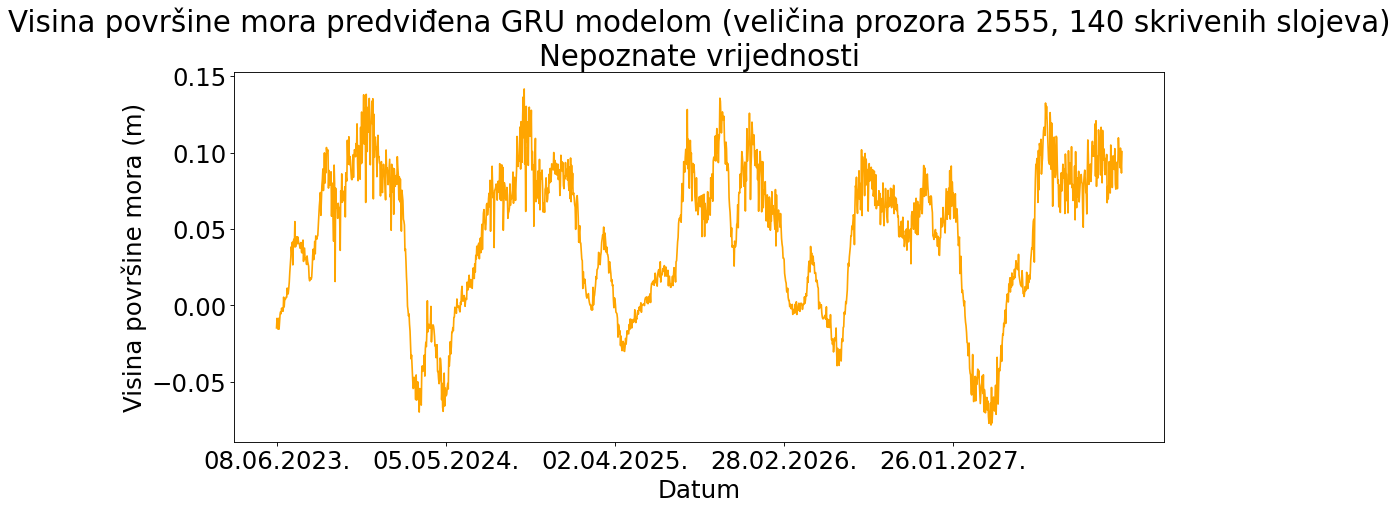 Visina površine mora predviđena GRU modelom (veličina prozora 2555, 140 skrivenih slojeva)
Nepoznate vrijednosti
0.15
0.10
0.05
0.00
−0.05
Visina površine mora (m)
08.06.2023. 05.05.2024. 02.04.2025. 28.02.2026. 26.01.2027.
Datum